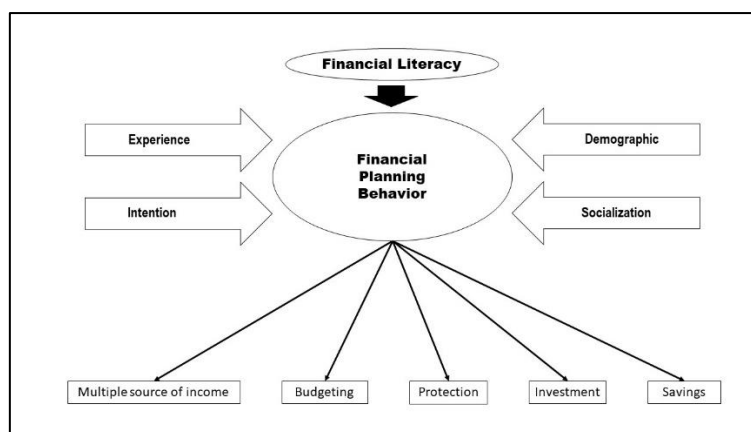 Financial Literacy
Experience
Demographic
Financial
Planning
Behavior
Intention
Socialization
Multiple source of income
Budgeting
Protection
Investment
Savings